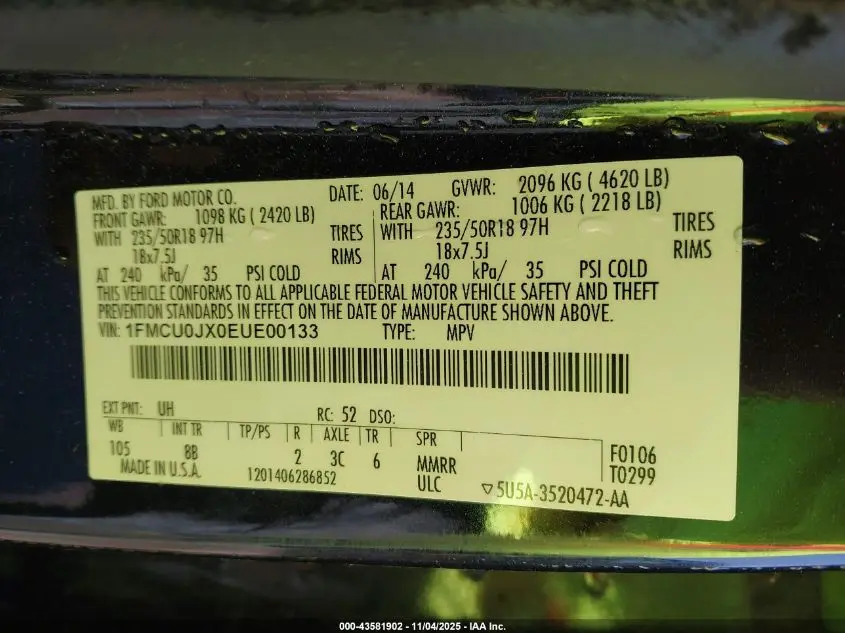 MFD. BY FORD MOTOR CO.
DATE: 06/14 GVWR: 2096 KG ( 4620 LB)
FRONT GAWR: 1098 KG ( 2420 LB)
REAR GAWR: 1006 KG ( 2218 LB)
WITH 235/50R18 97H TIRES
WITH 235/50R18 97H TIRES
18x7.5J RIMS
18x7.5J RIMS
AT 240 kPa/ 35 PSI COLD
AT 240 kPa/ 35 PSI COLD
THIS VEHICLE CONFORMS TO ALL APPLICABLE FEDERAL MOTOR VEHICLE SAFETY AND THEFT
PREVENTION STANDARDS IN EFFECT ON THE DATE OF MANUFACTURE SHOWN ABOVE.
VIN: 1FMCU0JX0EUE00133 TYPE: MPV
EXT PNT: UH RC: 52 DSO:
WB INT TR TP/PS R AXLE TR SPR
105 8B 2 3C 6 MMRR
F0106
T0299
MADE IN U.S.A. 1201406286852 ULC ▽5U5A-3520472-AA
000-43581902 - 11/04/2025 - IAA Inc.